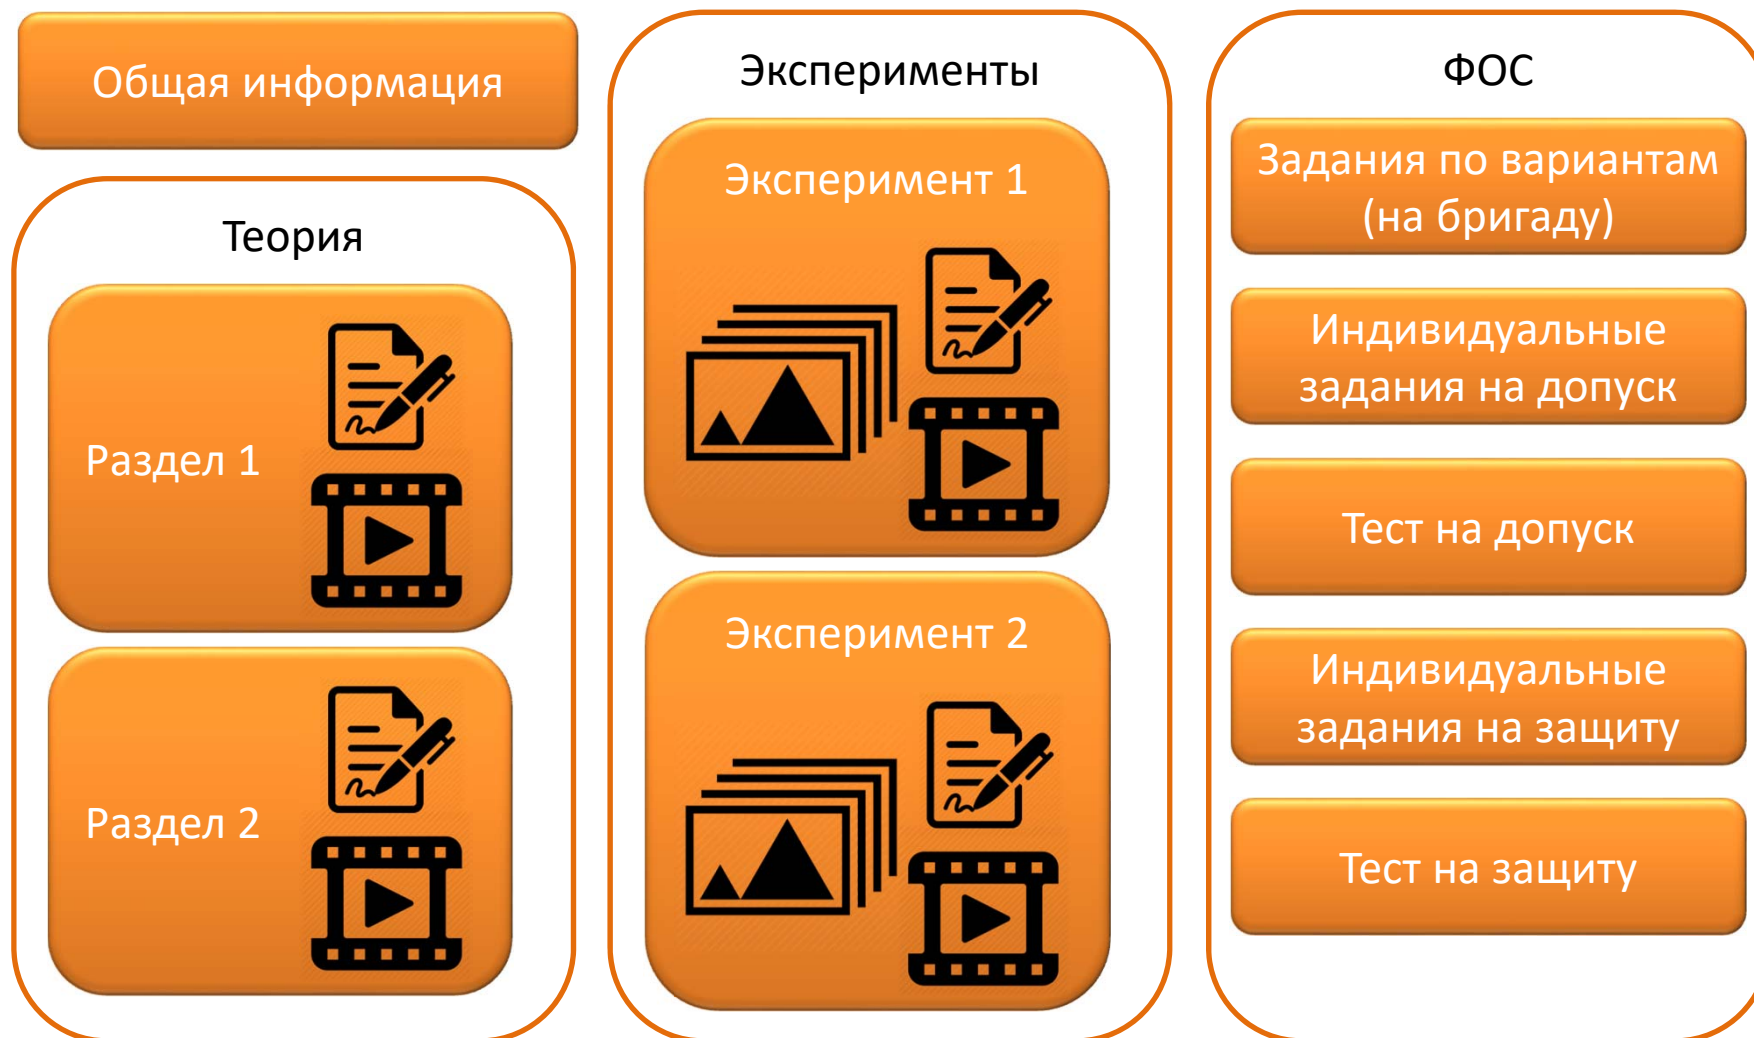 Общая информация
Теория
Раздел 1
Раздел 2
Эксперименты
Эксперимент 1
Эксперимент 2
ФОС
Задания по вариантам
(на бригаду)
Индивидуальные
задания на допуск
Тест на допуск
Индивидуальные
задания на защиту
Тест на защиту